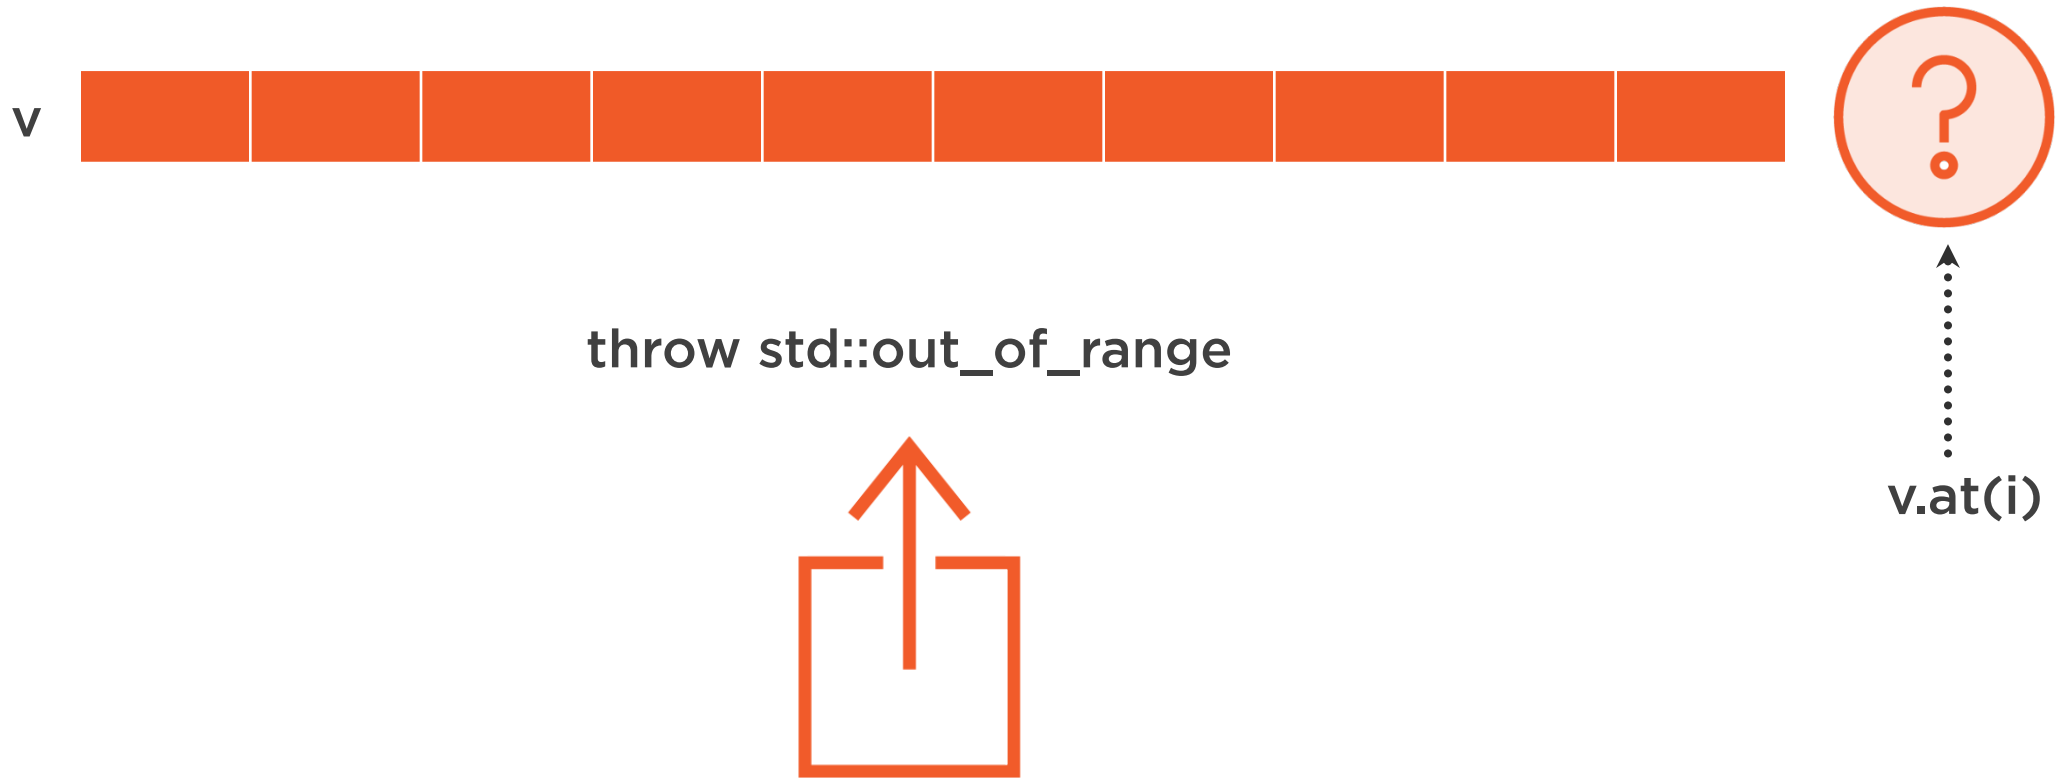 v
?
throw std::out_of_range
v.at(i)